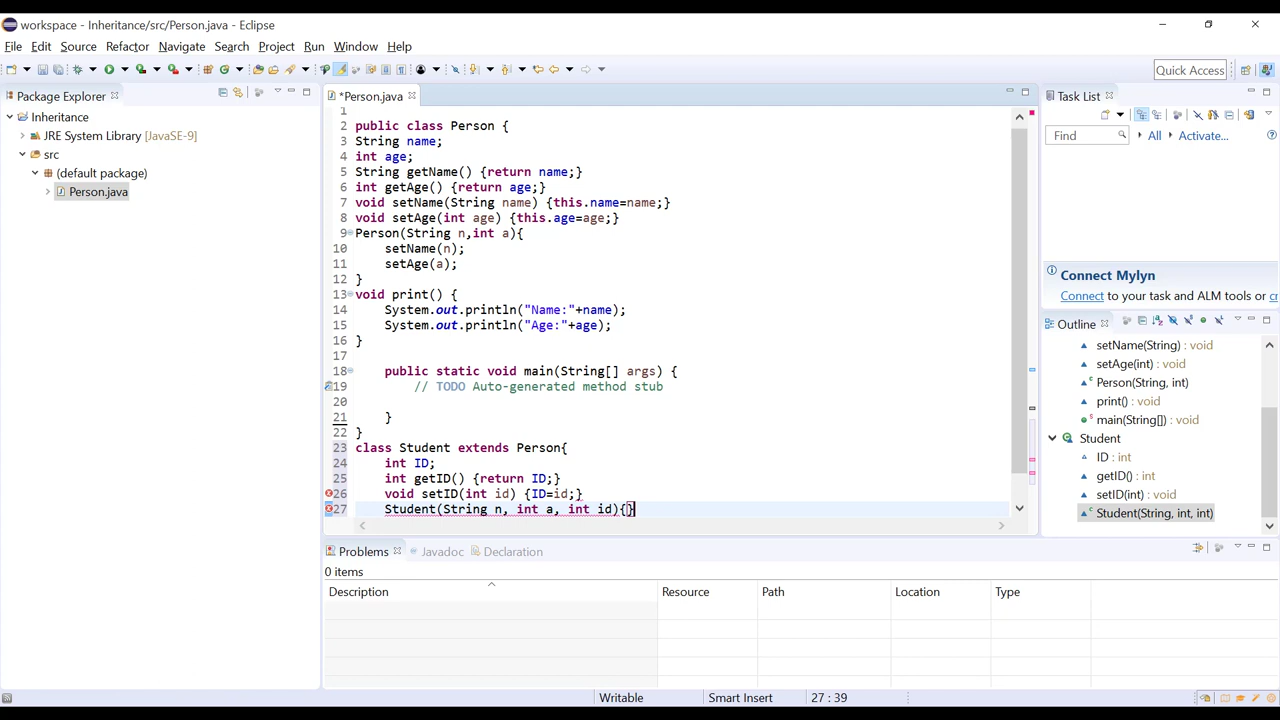 workspace - Inheritance/src/Person.java - Eclipse
File Edit Source Refactor Navigate Search Project Run Window Help
Quick Access
Package Explorer
Inheritance
JRE System Library [JavaSE-9]
src
(default package)
Person.java
*Person.java
1
2 public class Person {
3 String name;
4 int age;
5 String getName() {return name;}
6 int getAge() {return age;}
7 void setName(String name) {this.name=name;}
8 void setAge(int age) {this.age=age;}
9 Person(String n,int a){
10 setName(n);
11 setAge(a);
12 }
13 void print() {
14 System.out.println("Name:"+name);
15 System.out.println("Age:"+age);
16 }
17
18 public static void main(String[] args) {
19 // TODO Auto-generated method stub
20
21 }
22 }
23 class Student extends Person{
24 int ID;
25 int getID() {return ID;}
26 void setID(int id) {ID=id;}
27 Student(String n, int a, int id){}
Task List
Find All Activate...
Connect Mylyn
Connect to your task and ALM tools or
Outline
setName(String) : void
setAge(int) : void
Person(String, int)
print() : void
main(String[]) : void
Student
ID : int
getID() : int
setID(int) : void
Student(String, int, int)
Problems Javadoc Declaration
0 items
Description Resource Path Location Type
Writable Smart Insert 27 : 39